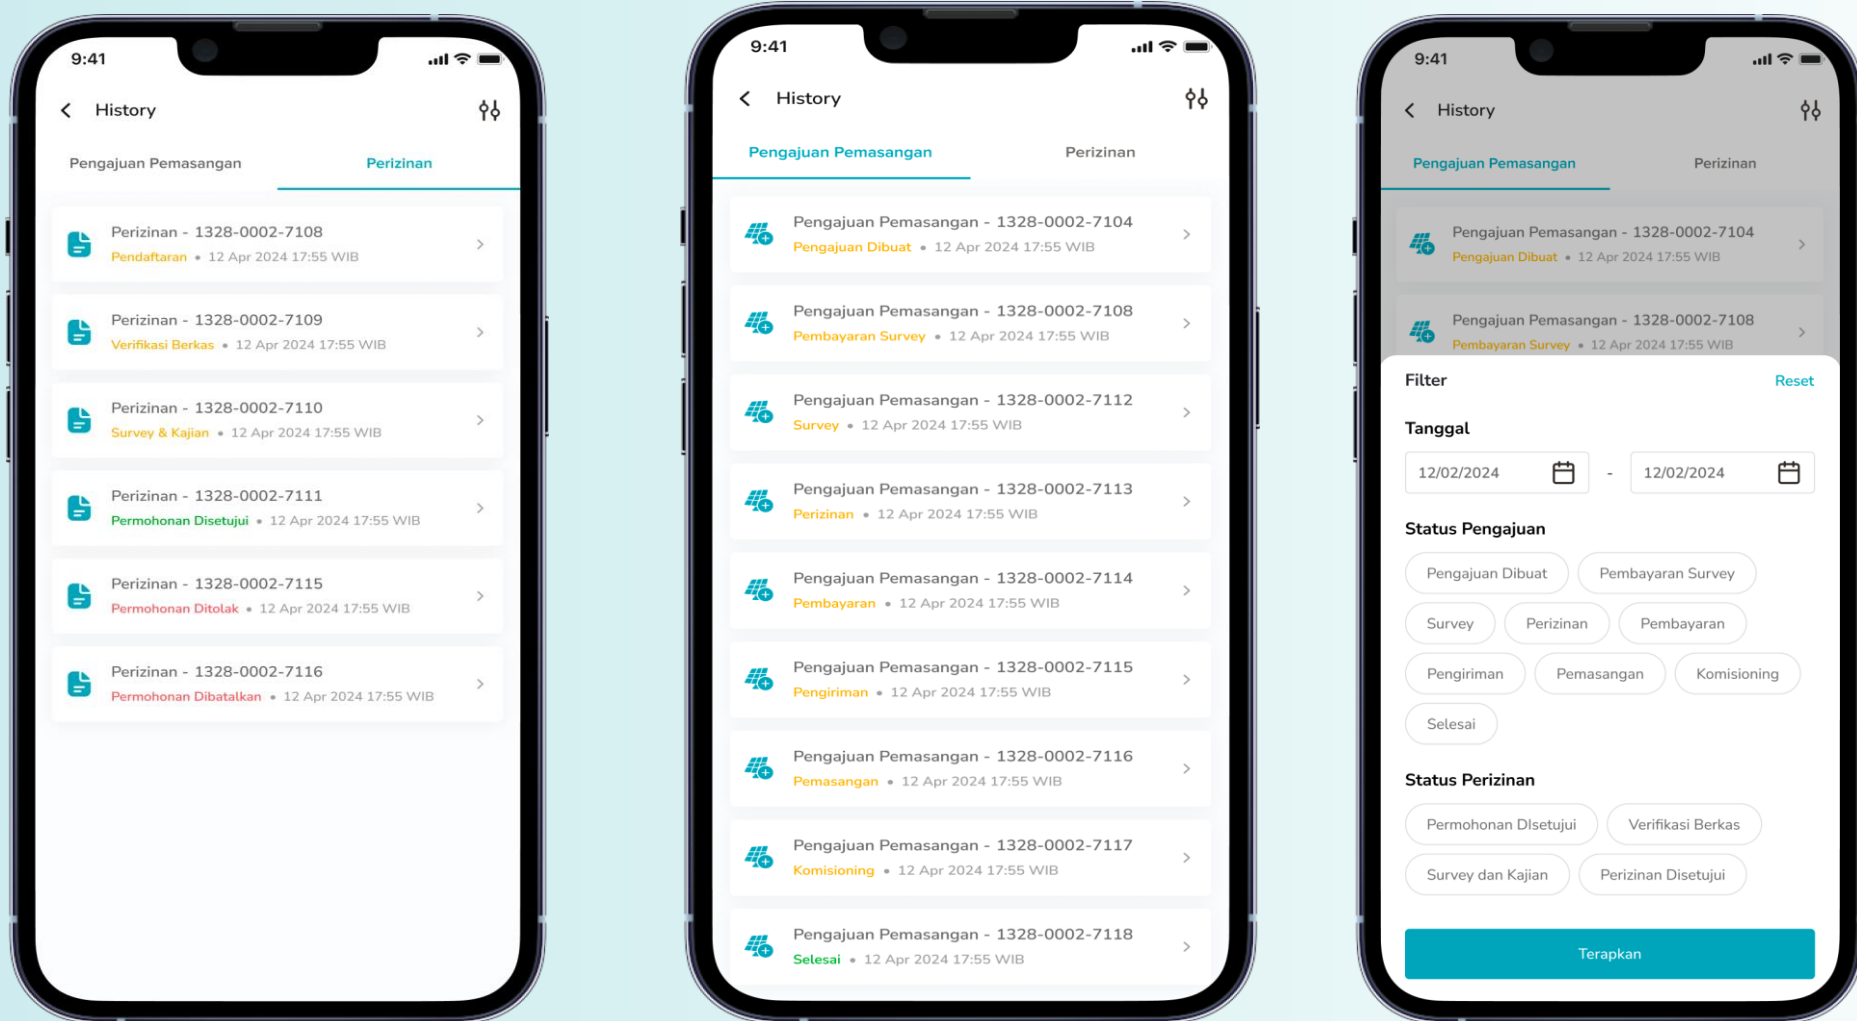 9:41
History
Pengajuan Pemasangan Perizinan
Perizinan - 1328-0002-7108
Pendaftaran • 12 Apr 2024 17:55 WIB
Perizinan - 1328-0002-7109
Verifikasi Berkas • 12 Apr 2024 17:55 WIB
Perizinan - 1328-0002-7110
Survey & Kajian • 12 Apr 2024 17:55 WIB
Perizinan - 1328-0002-7111
Permohonan Disetujui • 12 Apr 2024 17:55 WIB
Perizinan - 1328-0002-7115
Permohonan Ditolak • 12 Apr 2024 17:55 WIB
Perizinan - 1328-0002-7116
Permohonan Dibatalkan • 12 Apr 2024 17:55 WIB
9:41
History
Pengajuan Pemasangan Perizinan
Pengajuan Pemasangan - 1328-0002-7104
Pengajuan Dibuat • 12 Apr 2024 17:55 WIB
Pengajuan Pemasangan - 1328-0002-7108
Pembayaran Survey • 12 Apr 2024 17:55 WIB
Pengajuan Pemasangan - 1328-0002-7112
Survey • 12 Apr 2024 17:55 WIB
Pengajuan Pemasangan - 1328-0002-7113
Perizinan • 12 Apr 2024 17:55 WIB
Pengajuan Pemasangan - 1328-0002-7114
Pembayaran • 12 Apr 2024 17:55 WIB
Pengajuan Pemasangan - 1328-0002-7115
Pengiriman • 12 Apr 2024 17:55 WIB
Pengajuan Pemasangan - 1328-0002-7116
Pemasangan • 12 Apr 2024 17:55 WIB
Pengajuan Pemasangan - 1328-0002-7117
Komisioning • 12 Apr 2024 17:55 WIB
Pengajuan Pemasangan - 1328-0002-7118
Selesai • 12 Apr 2024 17:55 WIB
9:41
History
Pengajuan Pemasangan Perizinan
Pengajuan Pemasangan - 1328-0002-7104
Pengajuan Dibuat • 12 Apr 2024 17:55 WIB
Pengajuan Pemasangan - 1328-0002-7108
Pembayaran Survey • 12 Apr 2024 17:55 WIB
Filter Reset
Tanggal
12/02/2024 - 12/02/2024
Status Pengajuan
Pengajuan Dibuat Pembayaran Survey
Survey Perizinan Pembayaran
Pengiriman Pemasangan Komisioning
Selesai
Status Perizinan
Permohonan DIsetujui Verifikasi Berkas
Survey dan Kajian Perizinan Disetujui
Terapkan